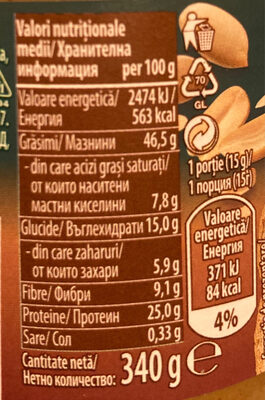 Valori nutriționale
medii/Хранителна
информация per 100 g
Valoare energetică/ 2474 kJ/
Енергия 563 kcal
Grăsimi/ Мазнини 46,5 g
- din care acizi grași saturați/
от които наситени
мастни киселини 7,8 g
Glucide/ Въглехидрати 15,0 g
- din care zaharuri/
от които захари 5,9 g
Fibre/ Фибри 9,1 g
Proteine/ Протеин 25,0 g
Sare/ Сол 0,33 g
Cantitate netă/
Нетно количество: 340 g e
70
GL
1 porție (15 g)/
1 порция (15г)
Valoare
energetică/
Енергия
371 kJ
84 kcal
4%